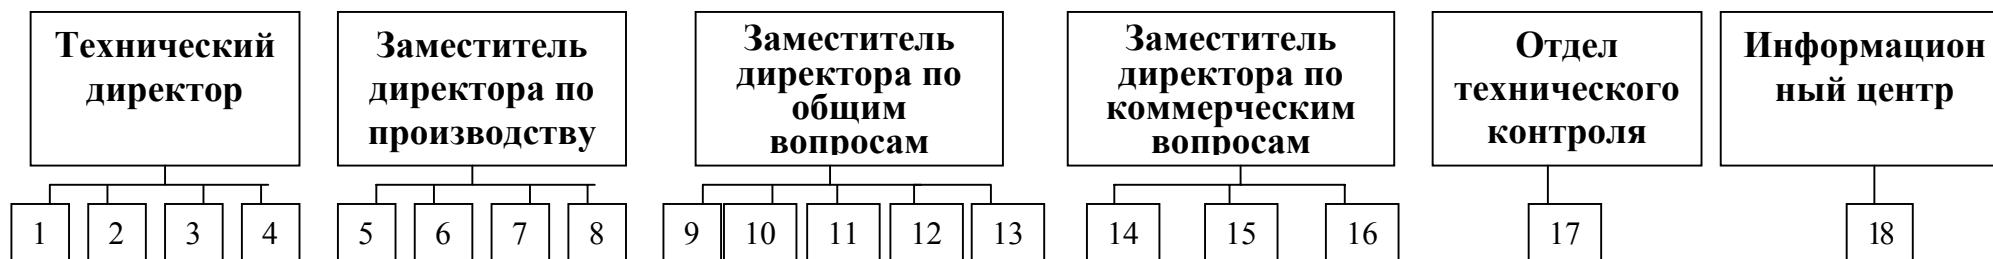 Технический
директор
Заместитель
директора по
производству
Заместитель
директора по
общим
вопросам
Заместитель
директора по
коммерческим
вопросам
Отдел
технического
контроля
Информацион
ный центр
1 2 3 4 5 6 7 8 9 10 11 12 13 14 15 16 17 18